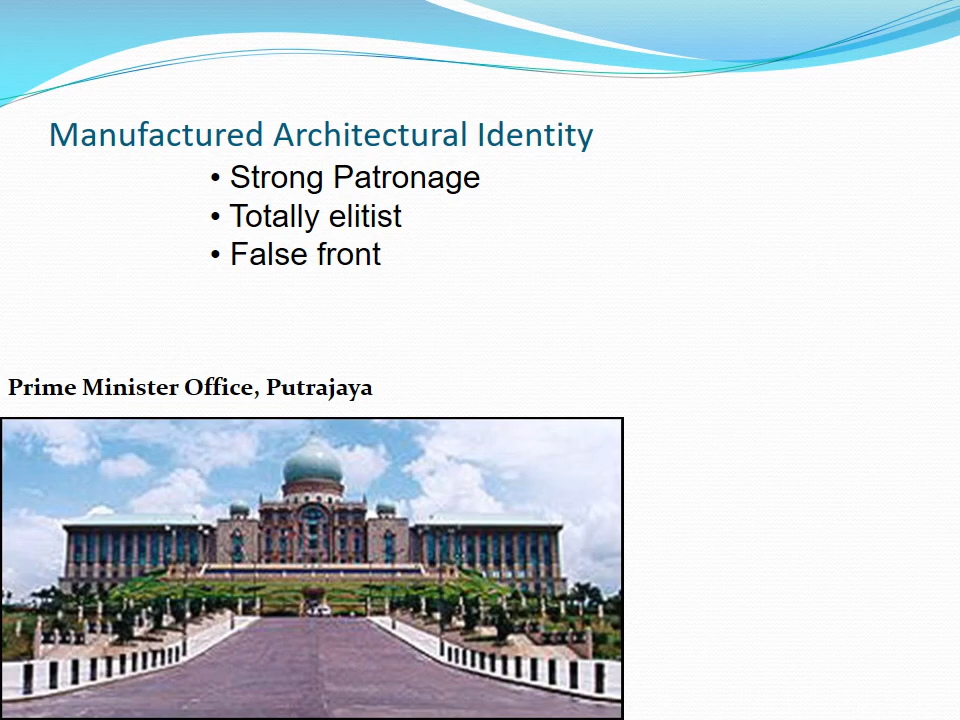 Manufactured Architectural Identity
• Strong Patronage
• Totally elitist
• False front
Prime Minister Office, Putrajaya